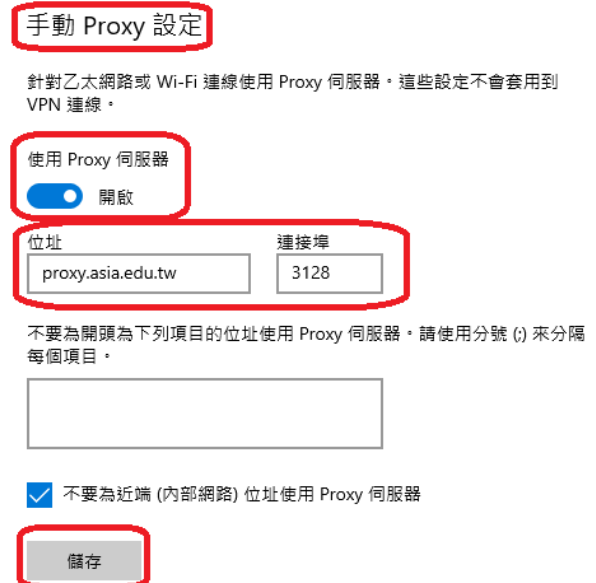 手動 Proxy 設定
針對乙太網路或 Wi-Fi 連線使用 Proxy 伺服器。這些設定不會套用到
VPN 連線。
使用 Proxy 伺服器
開啟
位址 連接埠
proxy.asia.edu.tw 3128
不要為開頭為下列項目的位址使用 Proxy 伺服器。請使用分號 (;) 來分隔
每個項目。
不要為近端 (內部網路) 位址使用 Proxy 伺服器
儲存